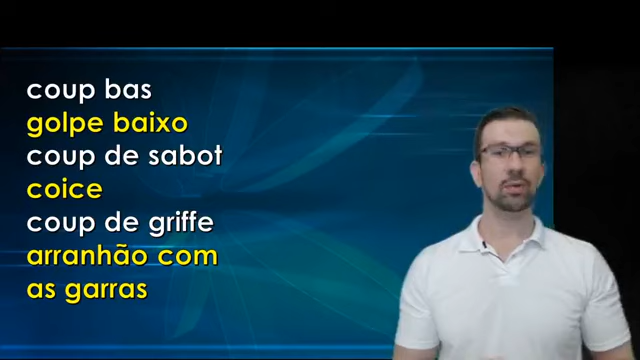 coup bas
golpe baixo
coup de sabot
coice
coup de griffe
arranhão com
as garras